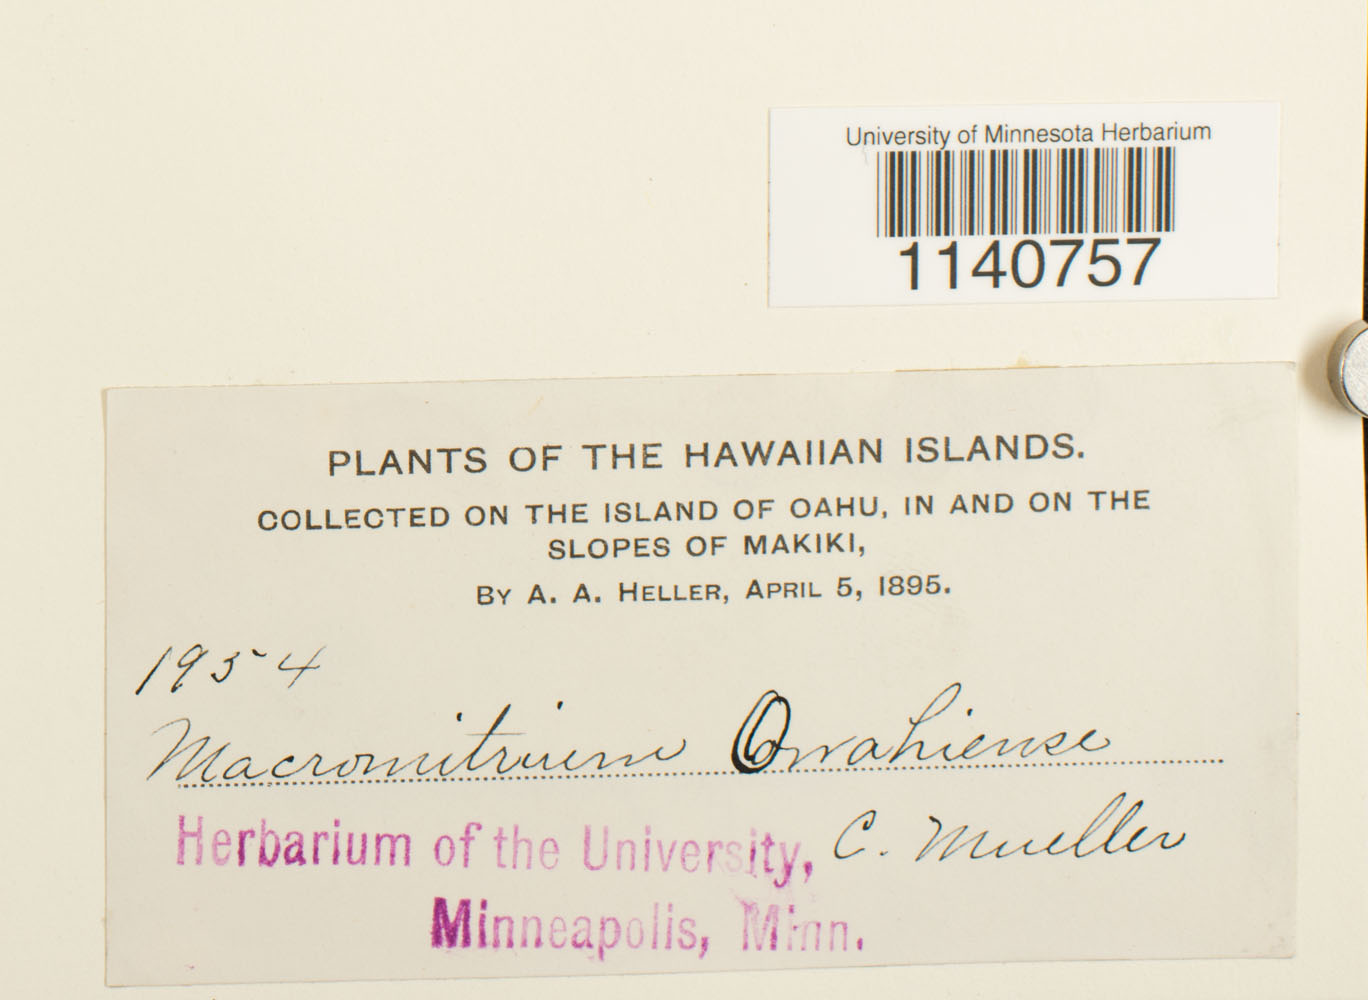 University of Minnesota Herbarium
1140757
PLANTS OF THE HAWAIIAN ISLANDS.
COLLECTED ON THE ISLAND OF OAHU, IN AND ON THE
SLOPES OF MAKIKI,
BY A. A. HELLER, APRIL 5, 1895.
1954
Macromitrium Owahiense
C. Mueller
Herbarium of the University,
Minneapolis, Minn.